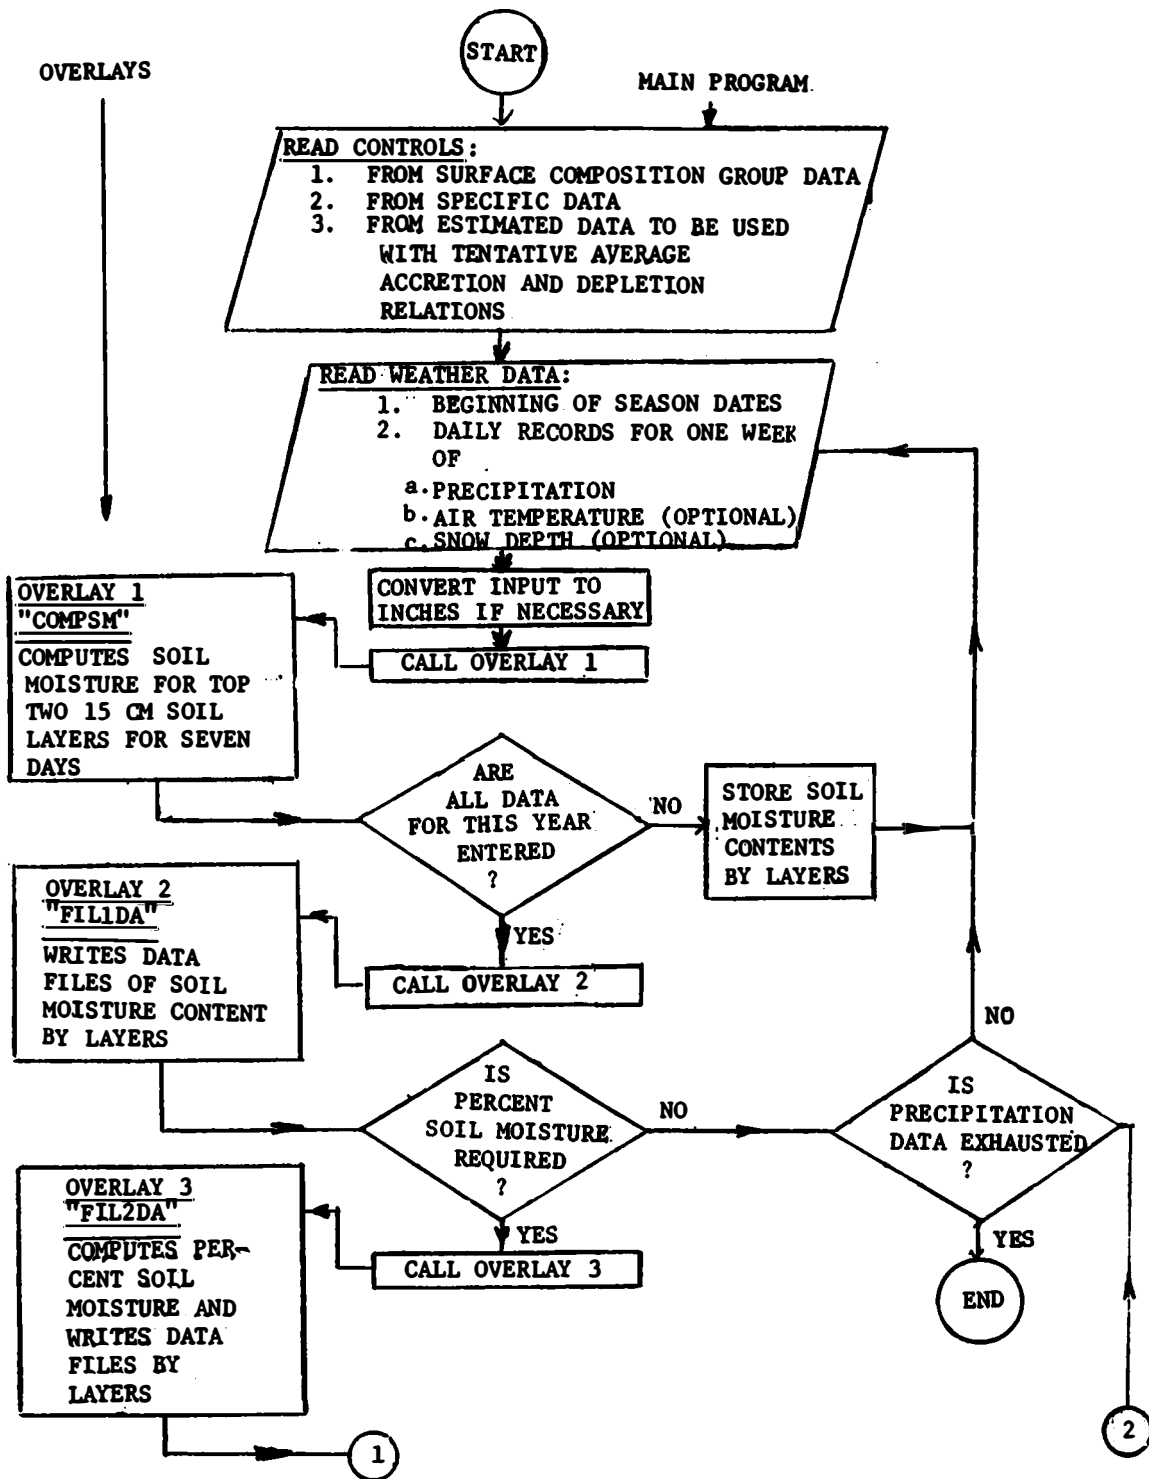 START
OVERLAYS
MAIN PROGRAM.
READ CONTROLS:
1. FROM SURFACE COMPOSITION GROUP DATA
2. FROM SPECIFIC DATA
3. FROM ESTIMATED DATA TO BE USED
WITH TENTATIVE AVERAGE
ACCRETION AND DEPLETION
RELATIONS
READ WEATHER DATA:
1. BEGINNING OF SEASON DATES
2. DAILY RECORDS FOR ONE WEEK
OF
a. PRECIPITATION
b. AIR TEMPERATURE (OPTIONAL)
c. SNOW DEPTH (OPTIONAL)
CONVERT INPUT TO
INCHES IF NECESSARY
CALL OVERLAY 1
OVERLAY 1
"COMPSM"
COMPUTES SOIL
MOISTURE FOR TOP
TWO 15 CM SOIL
LAYERS FOR SEVEN
DAYS
ARE
ALL DATA
FOR THIS YEAR
ENTERED
?
NO
STORE SOIL
MOISTURE
CONTENTS
BY LAYERS
YES
CALL OVERLAY 2
OVERLAY 2
"FIL1DA"
WRITES DATA
FILES OF SOIL
MOISTURE CONTENT
BY LAYERS
IS
PERCENT
SOIL MOISTURE
REQUIRED
?
NO
IS
PRECIPITATION
DATA EXHAUSTED
?
NO
YES
END
YES
CALL OVERLAY 3
OVERLAY 3
"FIL2DA"
COMPUTES PER-
CENT SOIL
MOISTURE AND
WRITES DATA
FILES BY
LAYERS
1
2